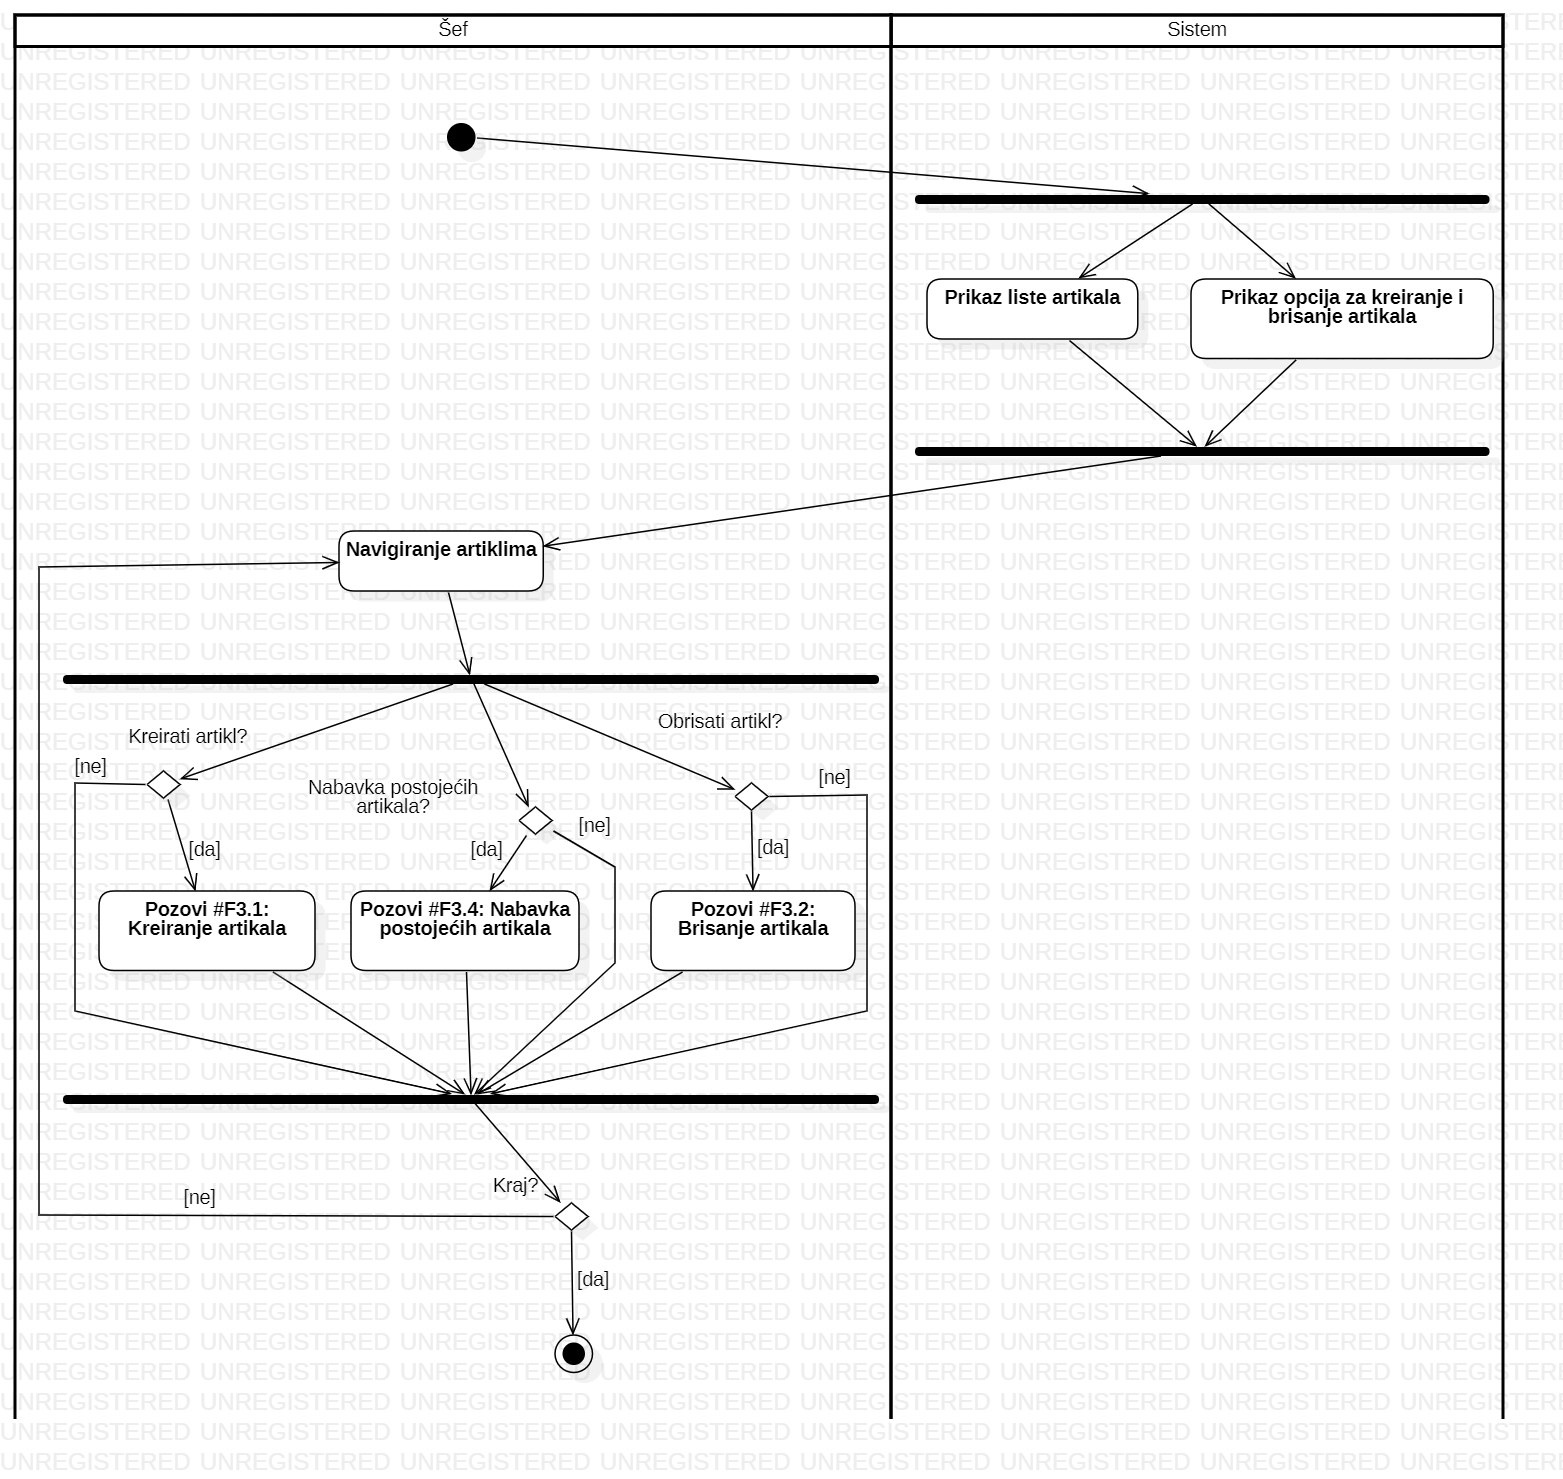 Šef
Sistem
Prikaz liste artikala
Prikaz opcija za kreiranje i
brisanje artikala
Navigiranje artiklima
Kreirati artikl?
Obrisati artikl?
[ne]
Nabavka postojećih
artikala?
[ne]
[ne]
[da]
[da]
[da]
Pozovi #F3.1:
Kreiranje artikala
Pozovi #F3.4: Nabavka
postojećih artikala
Pozovi #F3.2:
Brisanje artikala
Kraj?
[ne]
[da]
UNREGISTERED